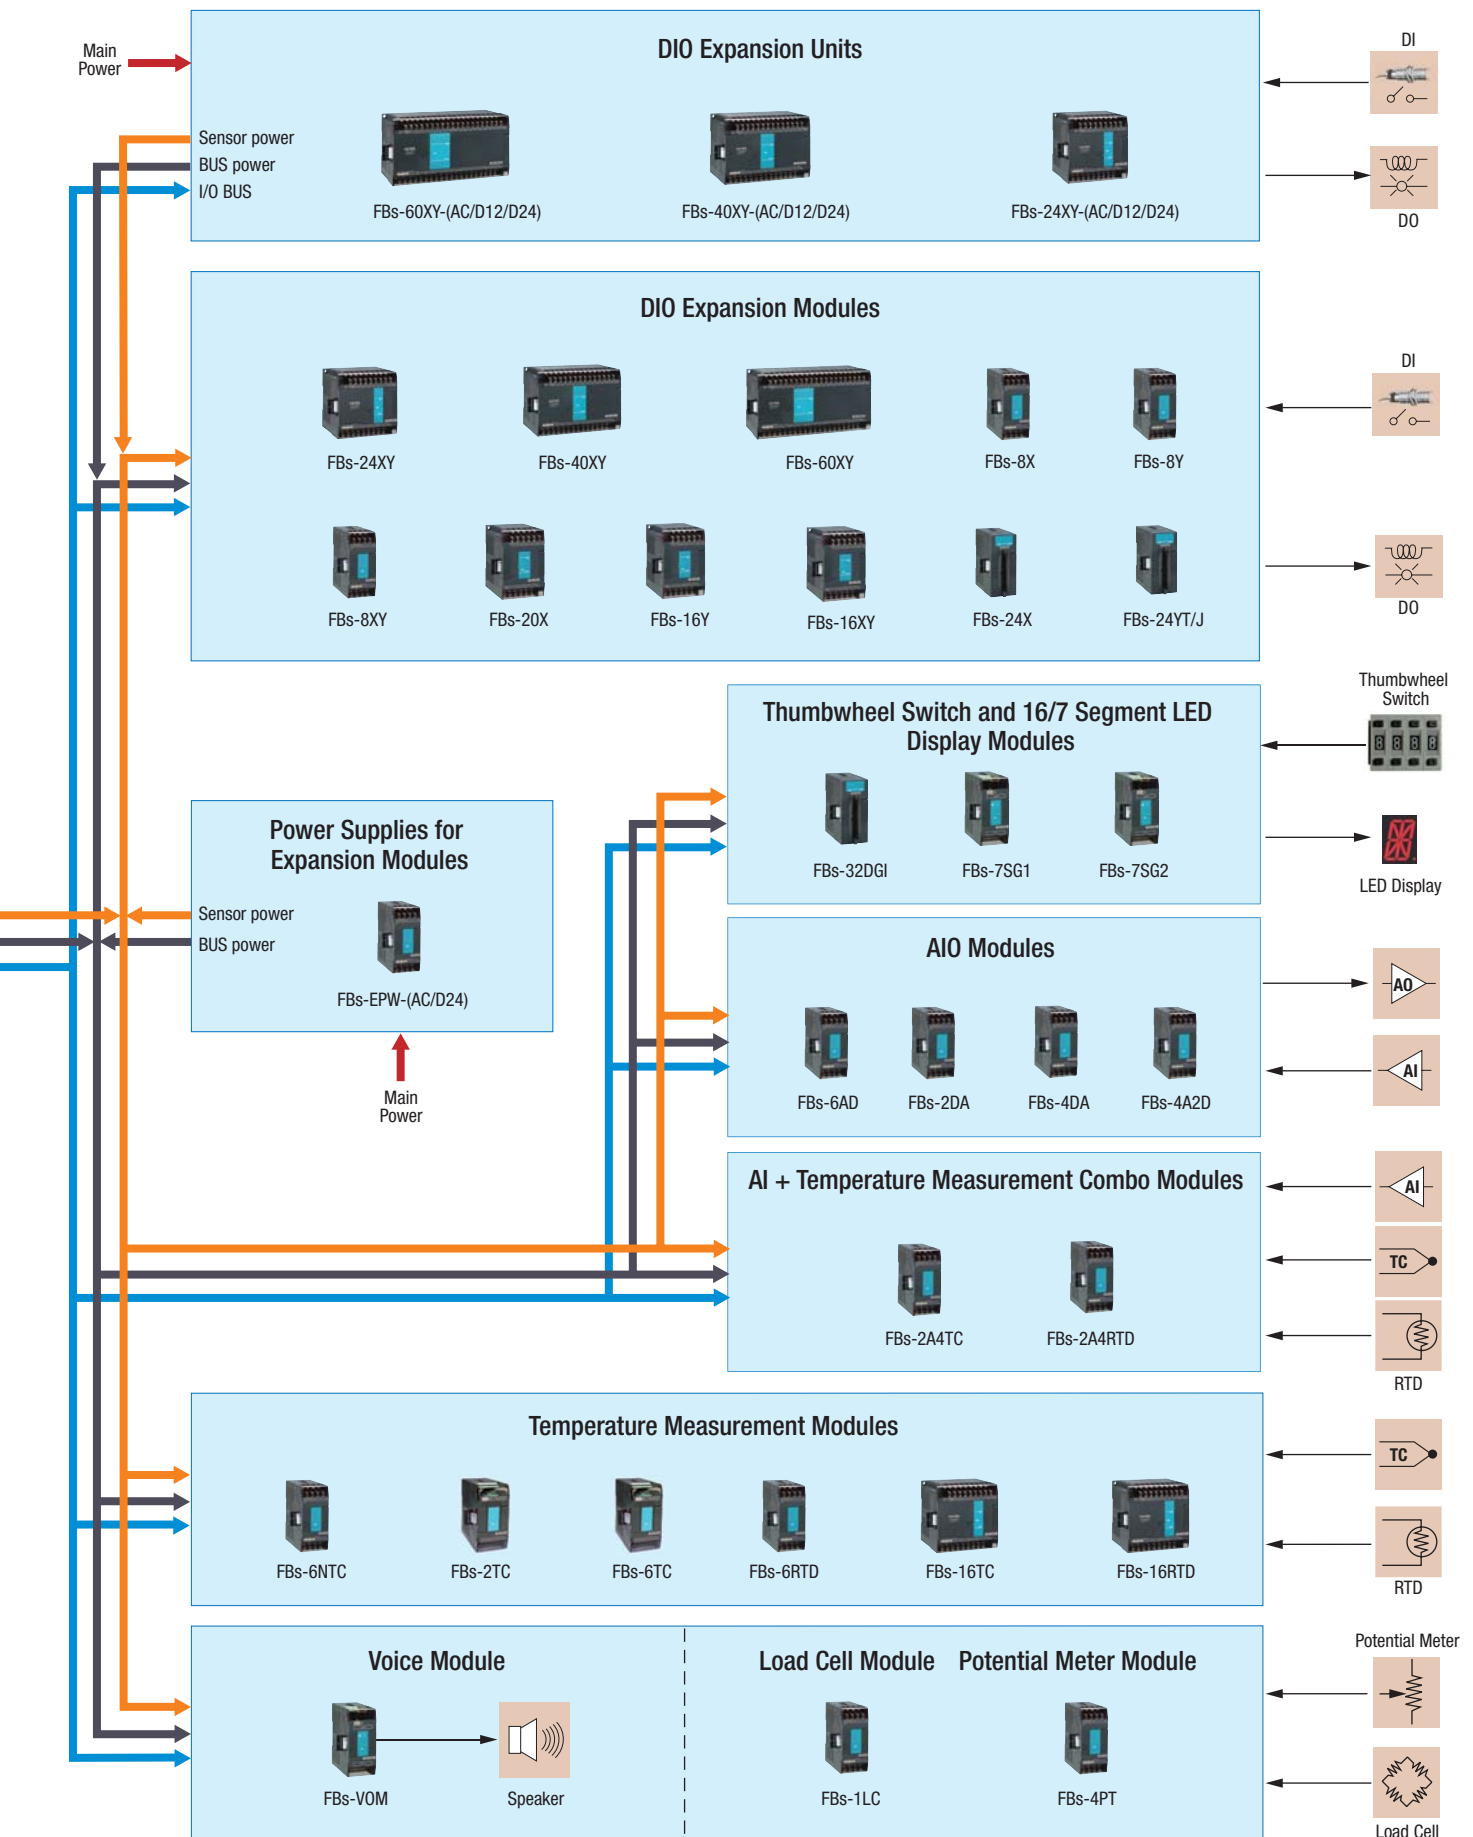 Main
Power
DIO Expansion Units
Sensor power
BUS power
I/O BUS
FBs-60XY-(AC/D12/D24)
FBs-40XY-(AC/D12/D24)
FBs-24XY-(AC/D12/D24)
DI
DO
DIO Expansion Modules
FBs-24XY
FBs-40XY
FBs-60XY
FBs-8X
FBs-8Y
FBs-8XY
FBs-20X
FBs-16Y
FBs-16XY
FBs-24X
FBs-24YT/J
DI
DO
Thumbwheel Switch and 16/7 Segment LED
Display Modules
FBs-32DGI
FBs-7SG1
FBs-7SG2
Thumbwheel
Switch
LED Display
Power Supplies for
Expansion Modules
Sensor power
BUS power
FBs-EPW-(AC/D24)
Main
Power
AIO Modules
FBs-6AD
FBs-2DA
FBs-4DA
FBs-4A2D
AO
AI
AI + Temperature Measurement Combo Modules
FBs-2A4TC
FBs-2A4RTD
AI
TC
RTD
Temperature Measurement Modules
FBs-6NTC
FBs-2TC
FBs-6TC
FBs-6RTD
FBs-16TC
FBs-16RTD
TC
RTD
Voice Module
FBs-VOM
Speaker
Load Cell Module
Potential Meter Module
FBs-1LC
FBs-4PT
Potential Meter
Load Cell